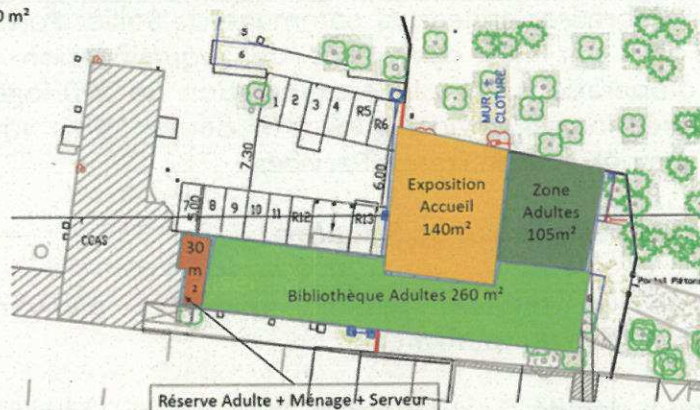 0 m²
5
6
MUR
CLOTURE
1
2
3
4
R5
R6
7.30
6.00
Exposition
Accueil
140m²
Zone
Adultes
105m²
7
8
9
10
11
R12
R13
CCAS
30
m
2
Bibliothèque Adultes 260 m²
Portail Piéton
Réserve Adulte + Ménage + Serveur